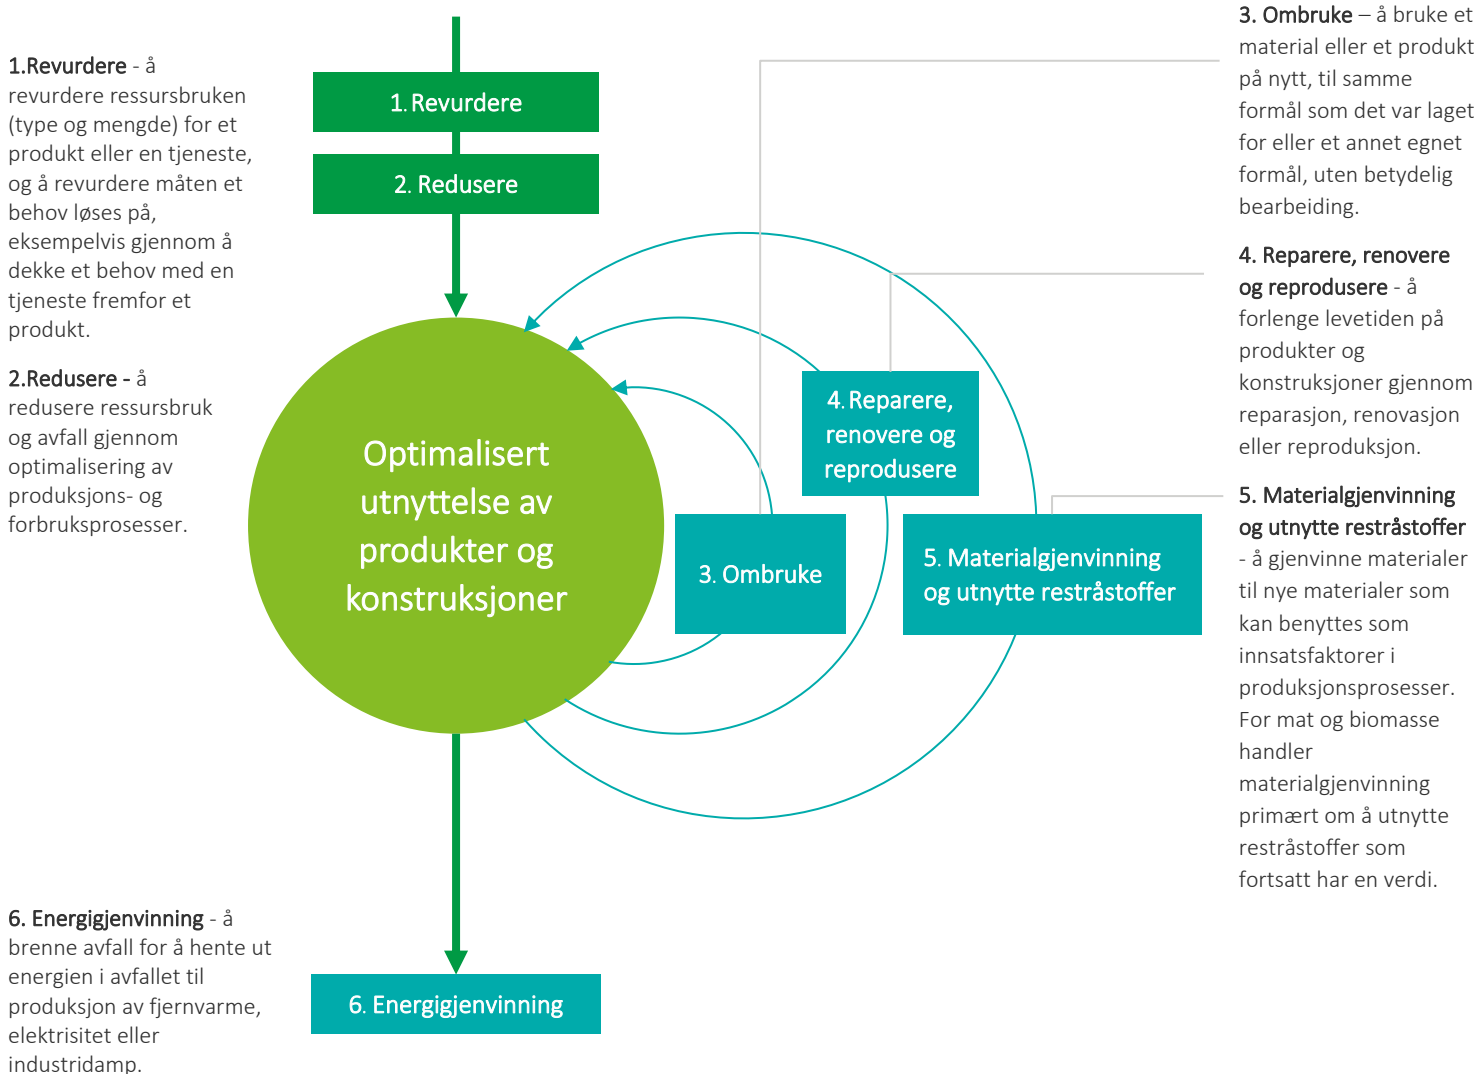 1.Revurdere - å
revurdere ressursbruken
(type og mengde) for et
produkt eller en tjeneste,
og å revurdere måten et
behov løses på,
eksempelvis gjennom å
dekke et behov med en
tjeneste fremfor et
produkt.
2.Redusere - å
redusere ressursbruk
og avfall gjennom
optimalisering av
produksjons- og
forbruksprosesser.
6. Energigjenvinning - å
brenne avfall for å hente ut
energien i avfallet til
produksjon av fjernvarme,
elektrisitet eller
industridamp.
1. Revurdere
2. Redusere
Optimalisert
utnyttelse av
produkter og
konstruksjoner
3. Ombruke
4. Reparere,
renovere og
reprodusere
5. Materialgjenvinning
og utnytte restråstoffer
6. Energigjenvinning
3. Ombruke – å bruke et
material eller et produkt
på nytt, til samme
formål som det var laget
for eller et annet egnet
formål, uten betydelig
bearbeiding.
4. Reparere, renovere
og reprodusere - å
forlenge levetiden på
produkter og
konstruksjoner gjennom
reparasjon, renovasjon
eller reproduksjon.
5. Materialgjenvinning
og utnytte restråstoffer
- å gjenvinne materialer
til nye materialer som
kan benyttes som
innsatsfaktorer i
produksjonsprosesser.
For mat og biomasse
handler
materialgjenvinning
primært om å utnytte
restråstoffer som
fortsatt har en verdi.